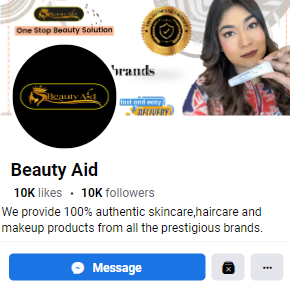 Beauty Aid
One Stop Beauty Solution
brands
fast and easy
DELIVERY
Beauty Aid
Beauty Aid
10K likes • 10K followers
We provide 100% authentic skincare,haircare and
makeup products from all the prestigious brands.
Message